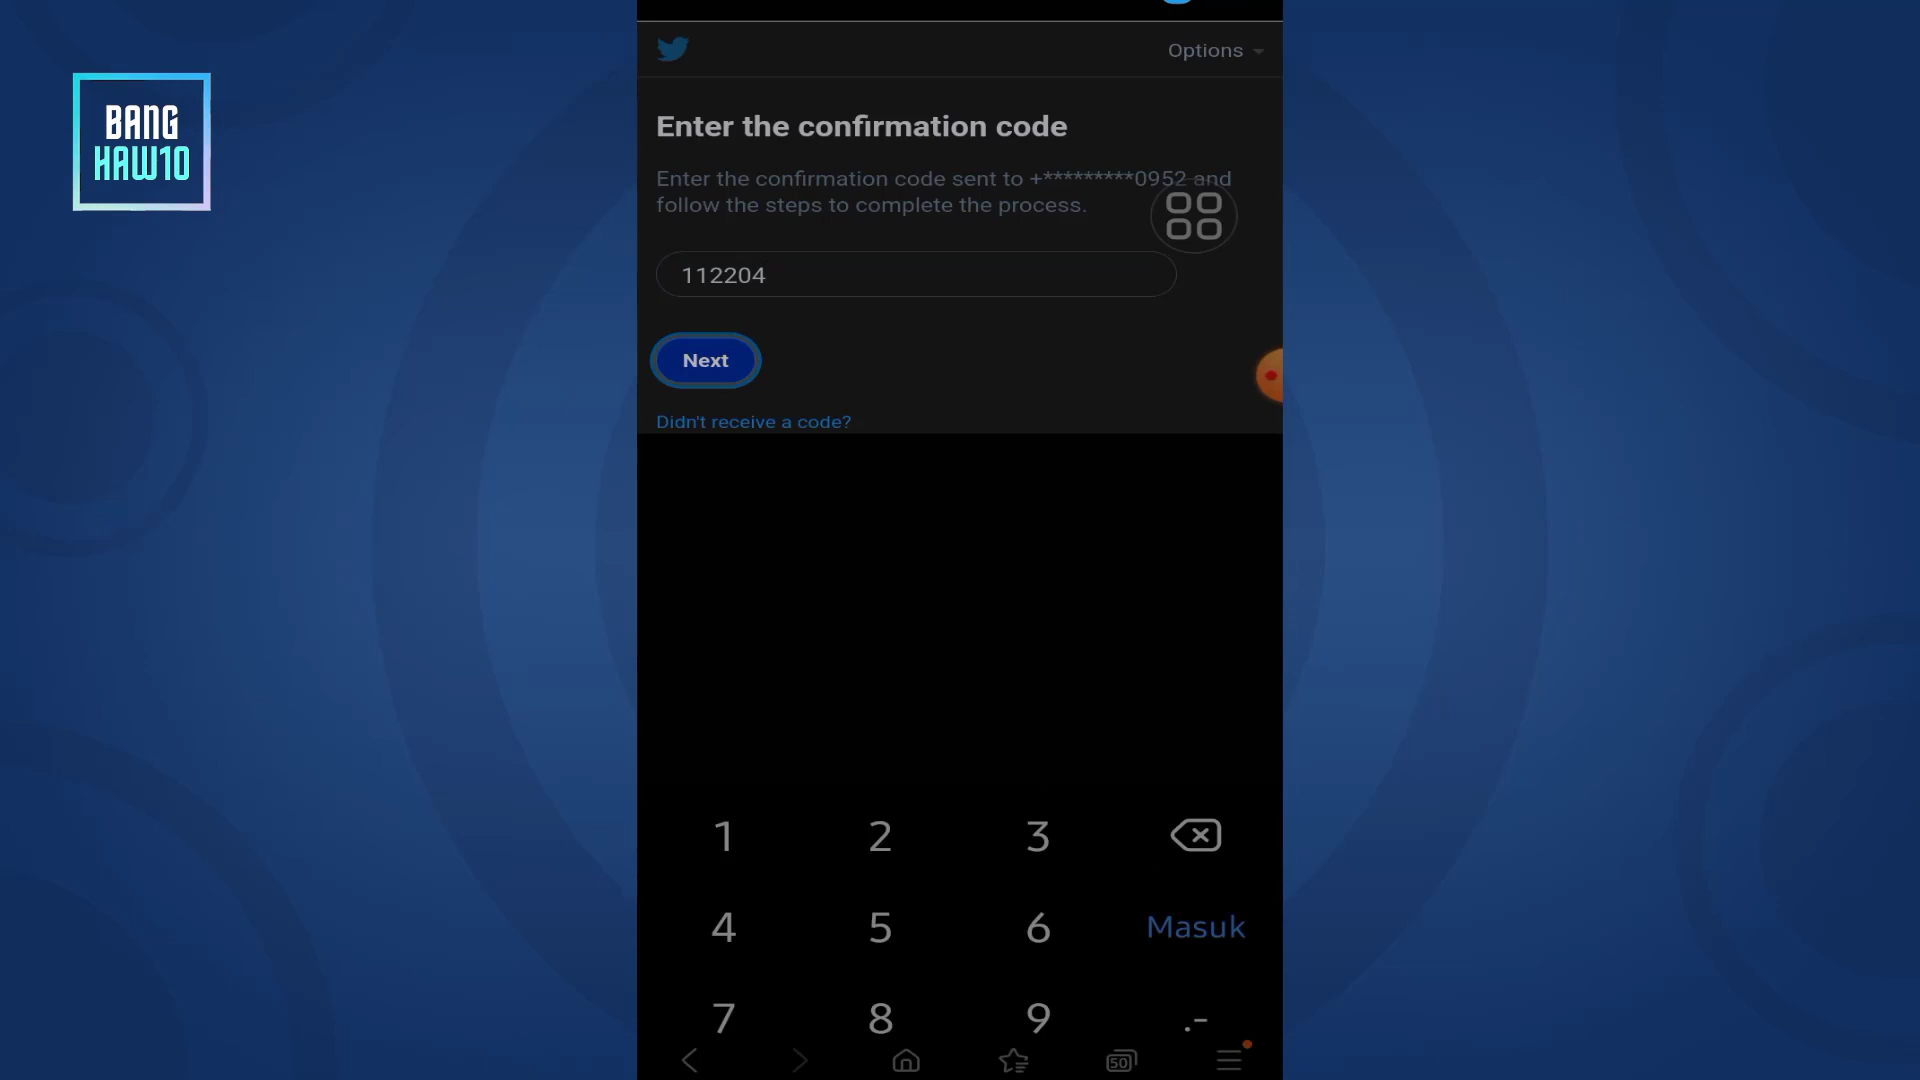 BANG
HAW10
Options
Enter the confirmation code
Enter the confirmation code sent to +*********0952 and
follow the steps to complete the process.
112204
Next
Didn't receive a code?
1 2 3
4 5 6 Masuk
7 8 9 .-
50